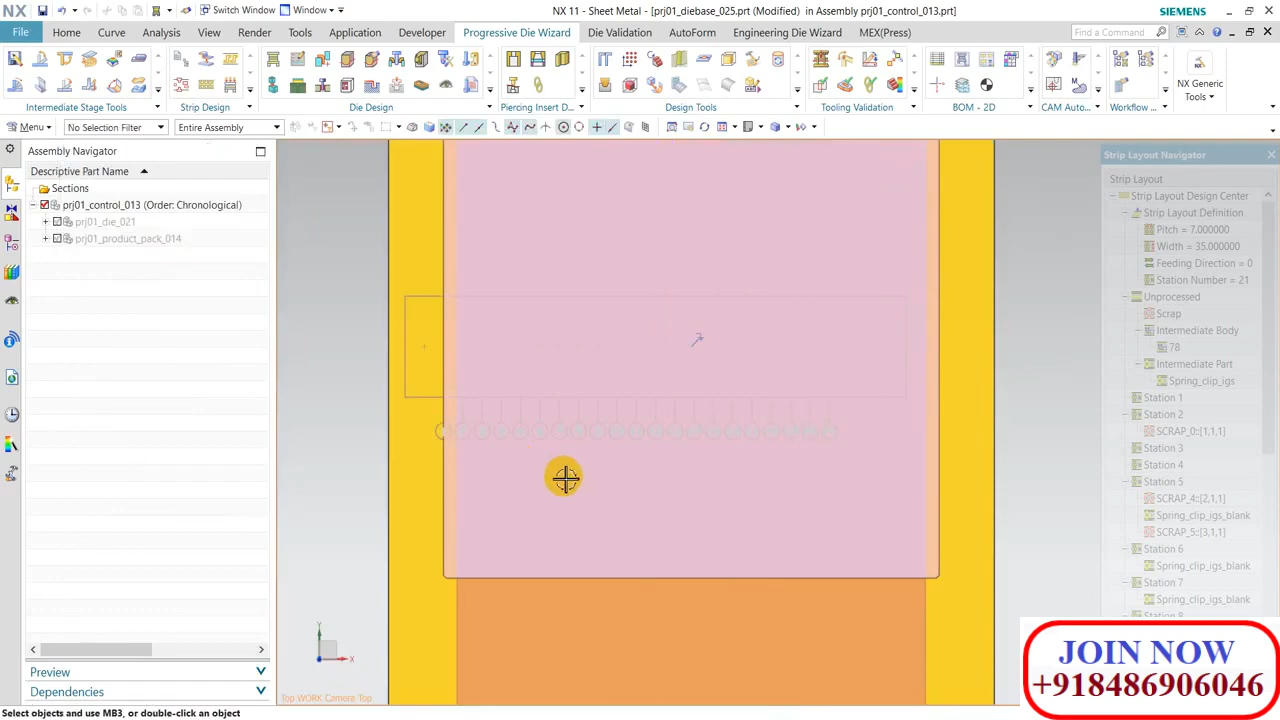 NX
Switch Window
Window
NX 11 - Sheet Metal - [prj01_diebase_025.prt (Modified)  in Assembly prj01_control_013.prt]
SIEMENS
File
Home
Curve
Analysis
View
Render
Tools
Application
Developer
Progressive Die Wizard
Die Validation
AutoForm
Engineering Die Wizard
MEX(Press)
Find a Command
Intermediate Stage Tools
Strip Design
Die Design
Piercing Insert D...
Design Tools
Tooling Validation
BOM - 2D
CAM Auto...
Workflow ...
NX Generic
Tools
Menu
No Selection Filter
Entire Assembly
Assembly Navigator
Descriptive Part Name
Sections
prj01_control_013 (Order: Chronological)
prj01_die_021
prj01_product_pack_014
Preview
Dependencies
Select objects and use MB3, or double-click an object
Y
X
Top WORK Camera Top
Strip Layout Navigator
Strip Layout
Strip Layout Design Center
Strip Layout Definition
Pitch = 7.000000
Width = 35.000000
Feeding Direction = 0
Station Number = 21
Unprocessed
Scrap
Intermediate Body
78
Intermediate Part
Spring_clip_igs
Station 1
Station 2
SCRAP_0::[1,1,1]
Station 3
Station 4
Station 5
SCRAP_4::[2,1,1]
Spring_clip_igs_blank
SCRAP_5::[3,1,1]
Station 6
Spring_clip_igs_blank
Station 7
Spring_clip_igs_blank
Station 8
JOIN NOW
+918486906046